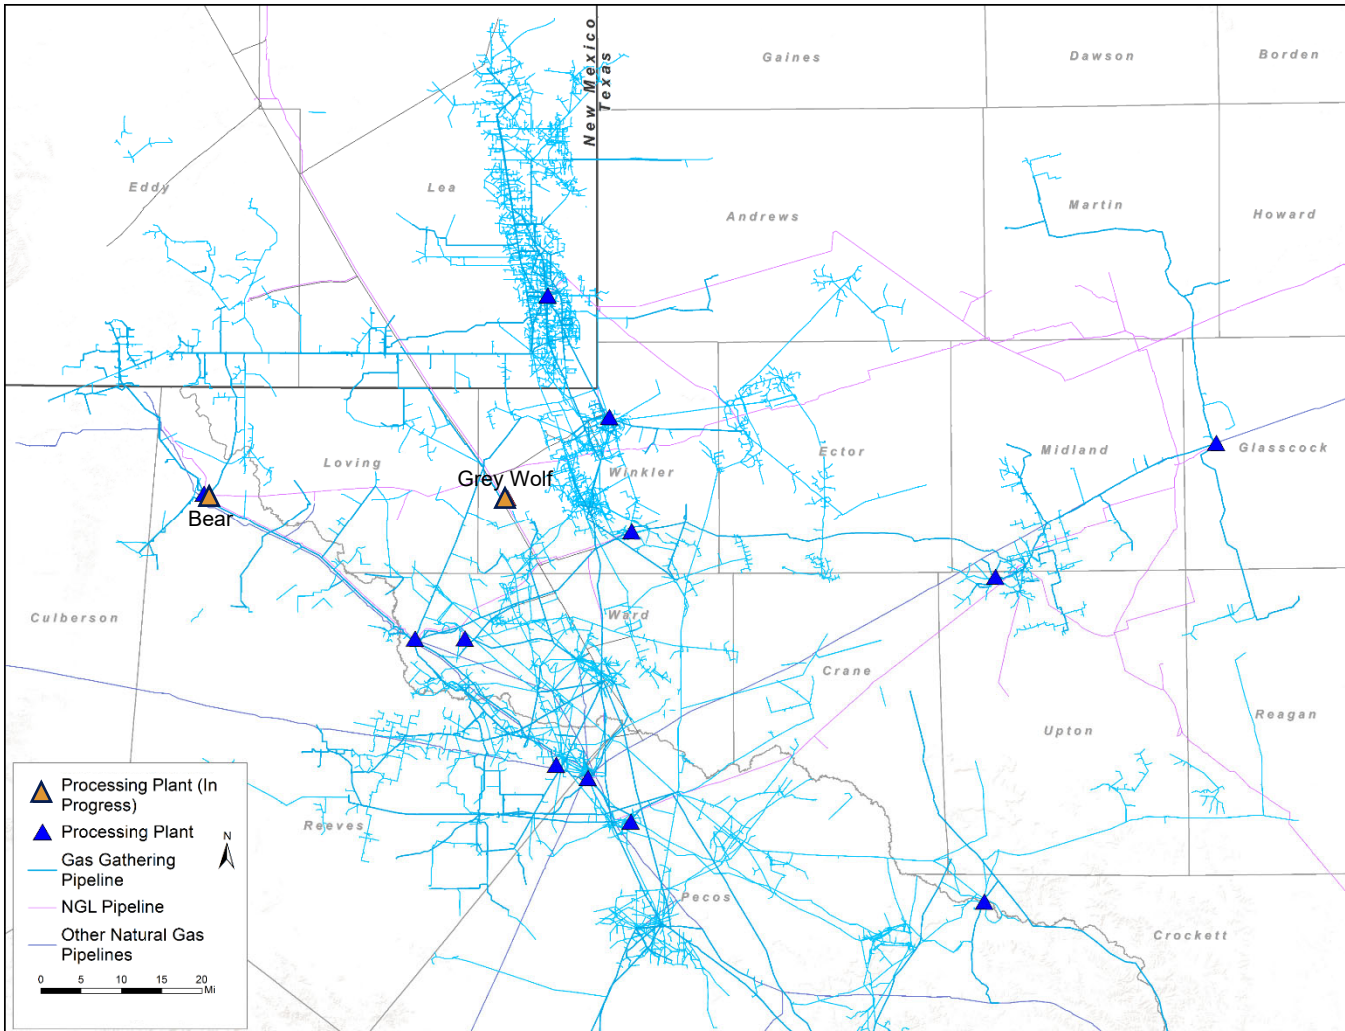 New Mexico
Texas
Gaines
Dawson
Borden
Eddy
Lea
Andrews
Martin
Howard
Loving
Grey Wolf
Winkler
Ector
Midland
Glasscock
Bear
Culberson
Ward
Crane
Upton
Reagan
Reeves
Pecos
Crockett
Processing Plant (In
Progress)
Processing Plant
Gas Gathering
Pipeline
NGL Pipeline
Other Natural Gas
Pipelines
N
0 5 10 15 20
Mi